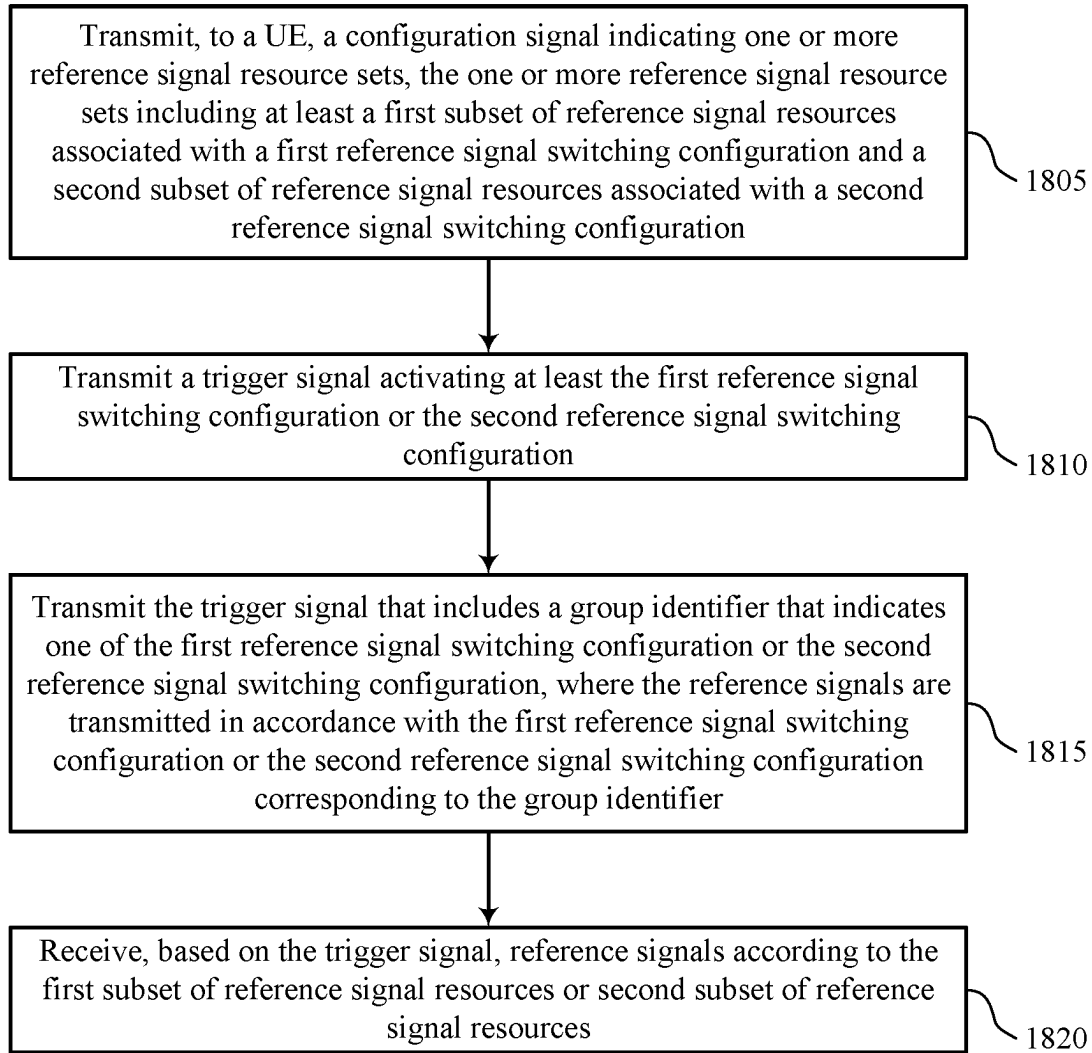 Transmit, to a UE, a configuration signal indicating one or more
reference signal resource sets, the one or more reference signal resource
sets including at least a first subset of reference signal resources
associated with a first reference signal switching configuration and a
second subset of reference signal resources associated with a second
reference signal switching configuration
1805
Transmit a trigger signal activating at least the first reference signal
switching configuration or the second reference signal switching
configuration
1810
Transmit the trigger signal that includes a group identifier that indicates
one of the first reference signal switching configuration or the second
reference signal switching configuration, where the reference signals are
transmitted in accordance with the first reference signal switching
configuration or the second reference signal switching configuration
corresponding to the group identifier
1815
Receive, based on the trigger signal, reference signals according to the
first subset of reference signal resources or second subset of reference
signal resources
1820